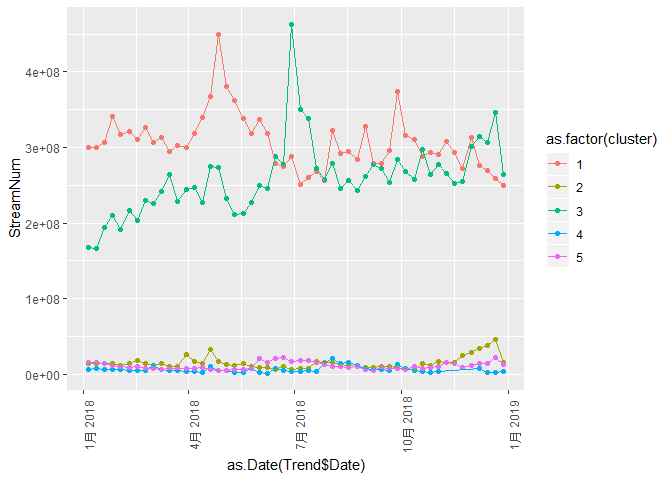 StreamNum
4e+08
3e+08
2e+08
1e+08
0e+00
1月 2018
4月 2018
7月 2018
10月 2018
1月 2019
as.Date(Trend$Date)
as.factor(cluster)
1
2
3
4
5